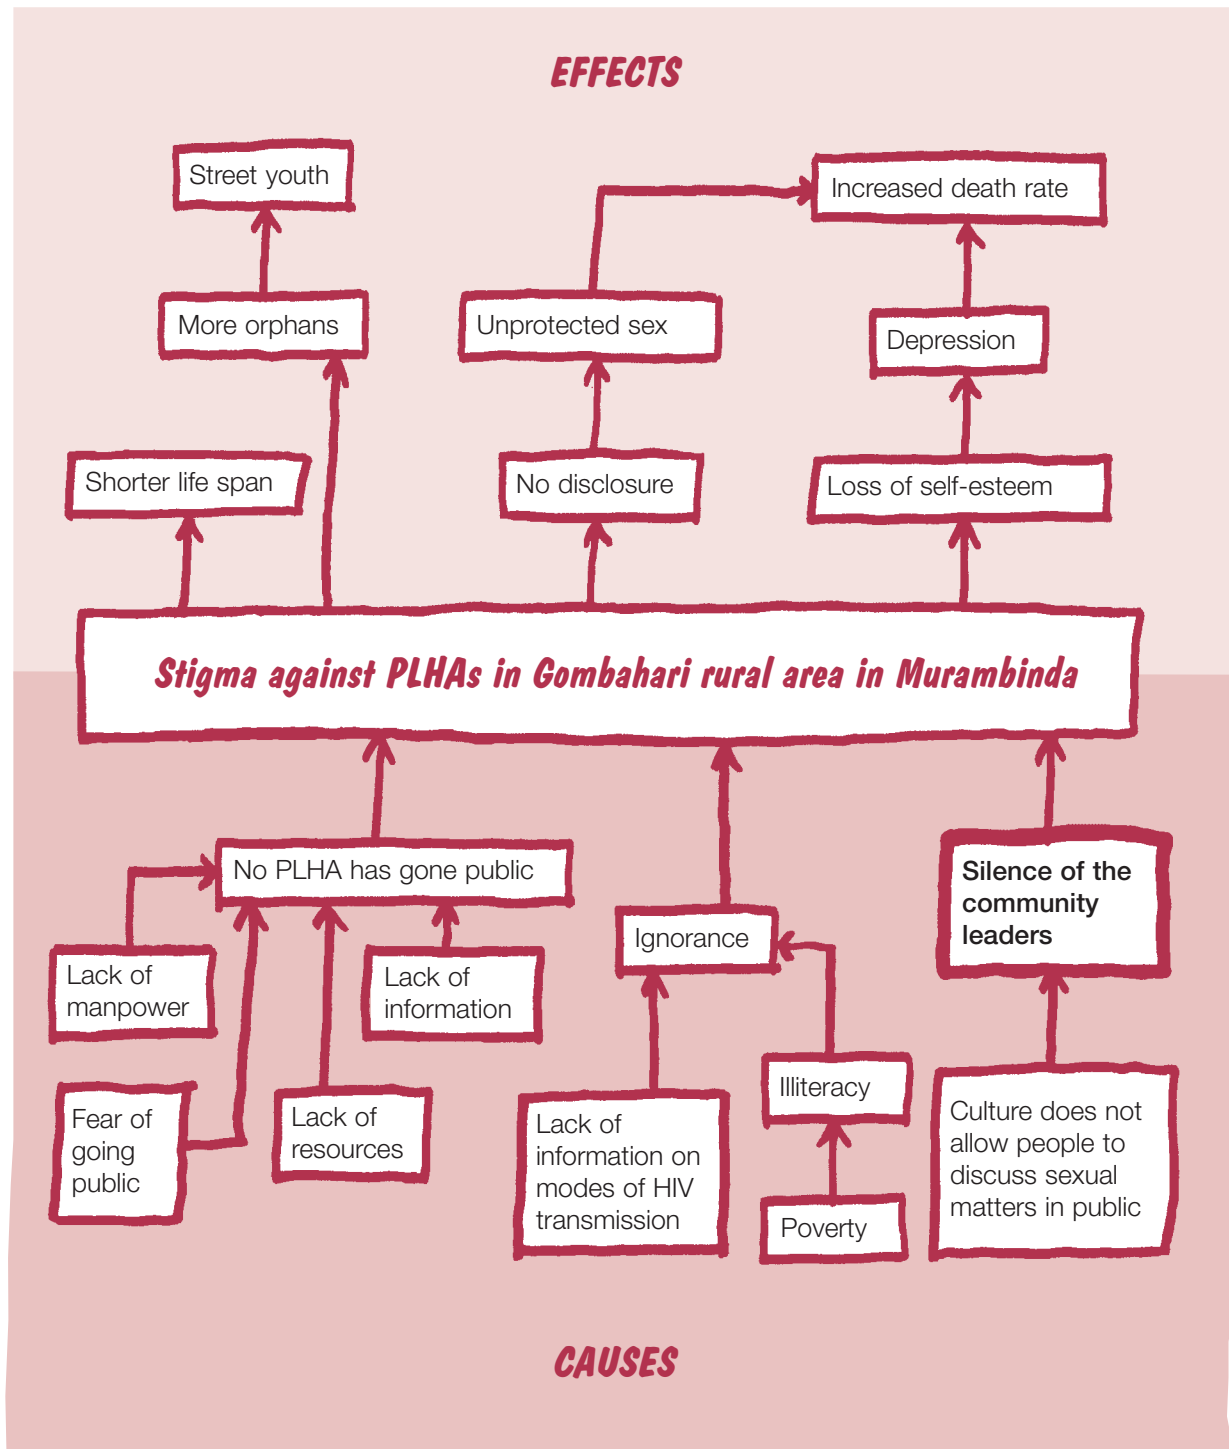 EFFECTS
Street youth
Increased death rate
More orphans
Unprotected sex
Depression
Shorter life span
No disclosure
Loss of self-esteem
Stigma against PLHAs in Gombahari rural area in Murambinda
No PLHA has gone public
Silence of the
community
leaders
Ignorance
Lack of
manpower
Lack of
information
Fear of
going
public
Lack of
resources
Lack of
information on
modes of HIV
transmission
Illiteracy
Poverty
Culture does not
allow people to
discuss sexual
matters in public
CAUSES